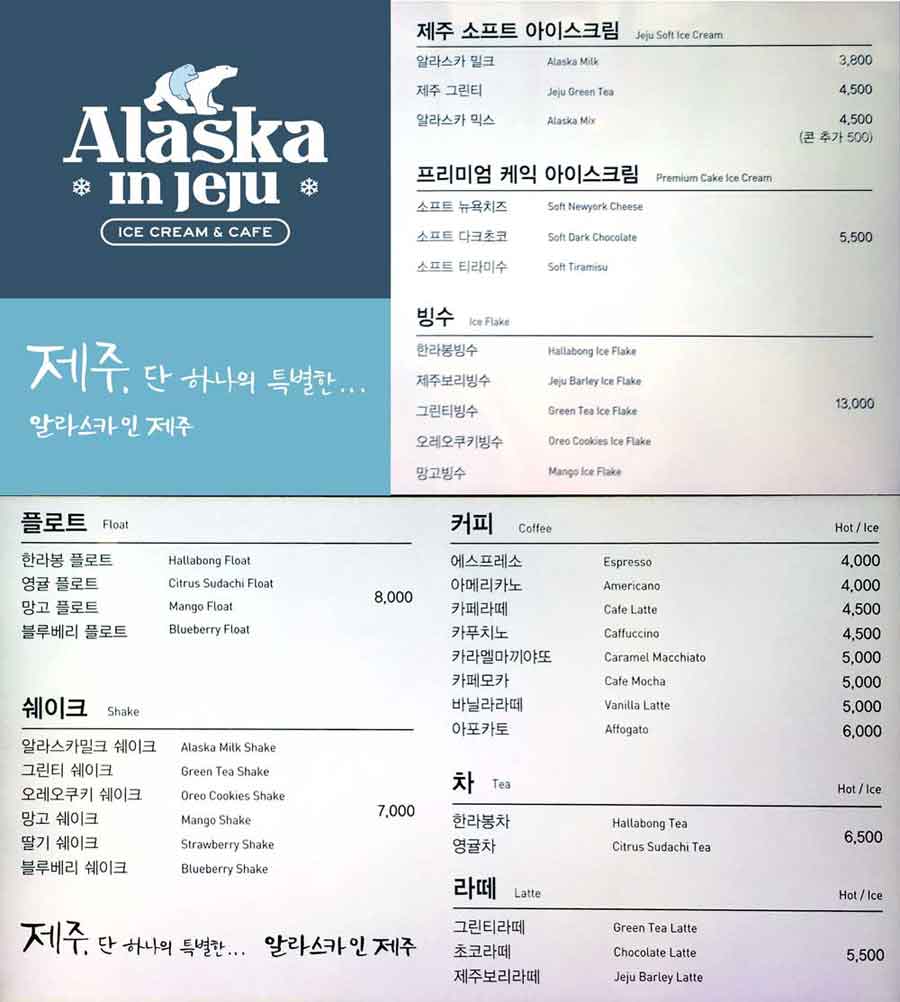 Alaska
IN JEJU
ICE CREAM & CAFE
제주, 단 하나의 특별한...
알라스카 인 제주
제주 소프트 아이스크림 Jeju Soft Ice Cream
알라스카 밀크 Alaska Milk 3,800
제주 그린티 Jeju Green Tea 4,500
알라스카 믹스 Alaska Mix 4,500
(콘 추가 500)
프리미엄 케익 아이스크림 Premium Cake Ice Cream
소프트 뉴욕치즈 Soft Newyork Cheese
소프트 다크초코 Soft Dark Chocolate 5,500
소프트 티라미수 Soft Tiramisu
빙수 Ice Flake
한라봉빙수 Hallabong Ice Flake
제주보리빙수 Jeju Barley Ice Flake
그린티빙수 Green Tea Ice Flake 13,000
오레오쿠키빙수 Oreo Cookies Ice Flake
망고빙수 Mango Ice Flake
플로트 Float
한라봉 플로트 Hallabong Float
영귤 플로트 Citrus Sudachi Float
망고 플로트 Mango Float 8,000
블루베리 플로트 Blueberry Float
쉐이크 Shake
알라스카밀크 쉐이크 Alaska Milk Shake
그린티 쉐이크 Green Tea Shake
오레오쿠키 쉐이크 Oreo Cookies Shake
망고 쉐이크 Mango Shake 7,000
딸기 쉐이크 Strawberry Shake
블루베리 쉐이크 Blueberry Shake
제주, 단 하나의 특별한... 알라스카 인 제주
커피 Coffee Hot / Ice
에스프레소 Espresso 4,000
아메리카노 Americano 4,000
카페라떼 Cafe Latte 4,500
카푸치노 Caffuccino 4,500
카라멜마끼야또 Caramel Macchiato 5,000
카페모카 Cafe Mocha 5,000
바닐라라떼 Vanilla Latte 5,000
아포카토 Affogato 6,000
차 Tea Hot / Ice
한라봉차 Hallabong Tea 6,500
영귤차 Citrus Sudachi Tea
라떼 Latte Hot / Ice
그린티라떼 Green Tea Latte
초코라떼 Chocolate Latte 5,500
제주보리라떼 Jeju Barley Latte